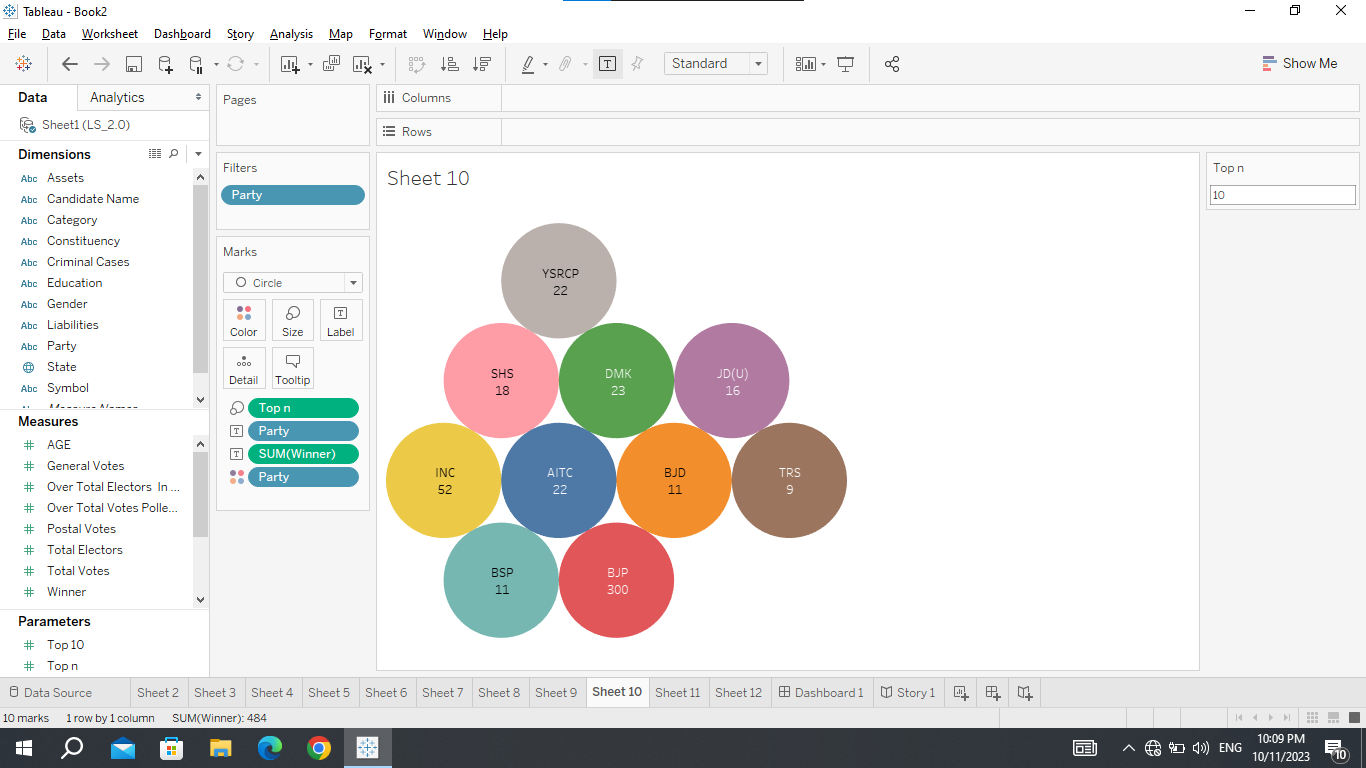 Tableau - Book2
File Data Worksheet Dashboard Story Analysis Map Format Window Help
Standard
Show Me
Data Analytics
Sheet1 (LS_2.0)
Dimensions
Abc Assets
Abc Candidate Name
Abc Category
Abc Constituency
Abc Criminal Cases
Abc Education
Abc Gender
Abc Liabilities
Abc Party
State
Abc Symbol
Measures
# AGE
# General Votes
# Over Total Electors In ...
# Over Total Votes Polle...
# Postal Votes
# Total Electors
# Total Votes
# Winner
Parameters
# Top 10
# Top n
Pages
Filters
Party
Marks
Circle
Color Size Label
Detail Tooltip
Top n
Party
SUM(Winner)
Party
Columns
Rows
Sheet 10
YSRCP
22
SHS
18
DMK
23
JD(U)
16
INC
52
AITC
22
BJD
11
TRS
9
BSP
11
BJP
300
Top n
10
Data Source Sheet 2 Sheet 3 Sheet 4 Sheet 5 Sheet 6 Sheet 7 Sheet 8 Sheet 9 Sheet 10 Sheet 11 Sheet 12 Dashboard 1 Story 1
10 marks 1 row by 1 column SUM(Winner): 484
ENG
10:09 PM
10/11/2023
10